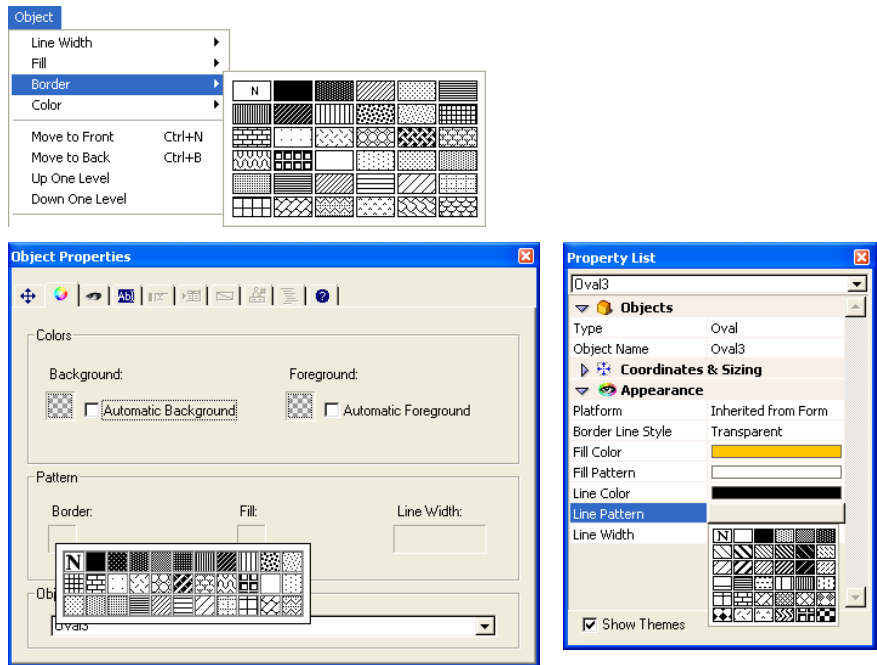 Object
Line Width
Fill
Border
Color
Move to Front Ctrl+N
Move to Back Ctrl+B
Up One Level
Down One Level
N
Object Properties
Ab
?
Colors
Background: Foreground:
Automatic Background Automatic Foreground
Pattern
Border: Fill: Line Width:
N
Obj
Oval3
Property List
Oval3
Objects
Type Oval
Object Name Oval3
Coordinates & Sizing
Appearance
Platform Inherited from Form
Border Line Style Transparent
Fill Color
Fill Pattern
Line Color
Line Pattern
Line Width
N
Show Themes